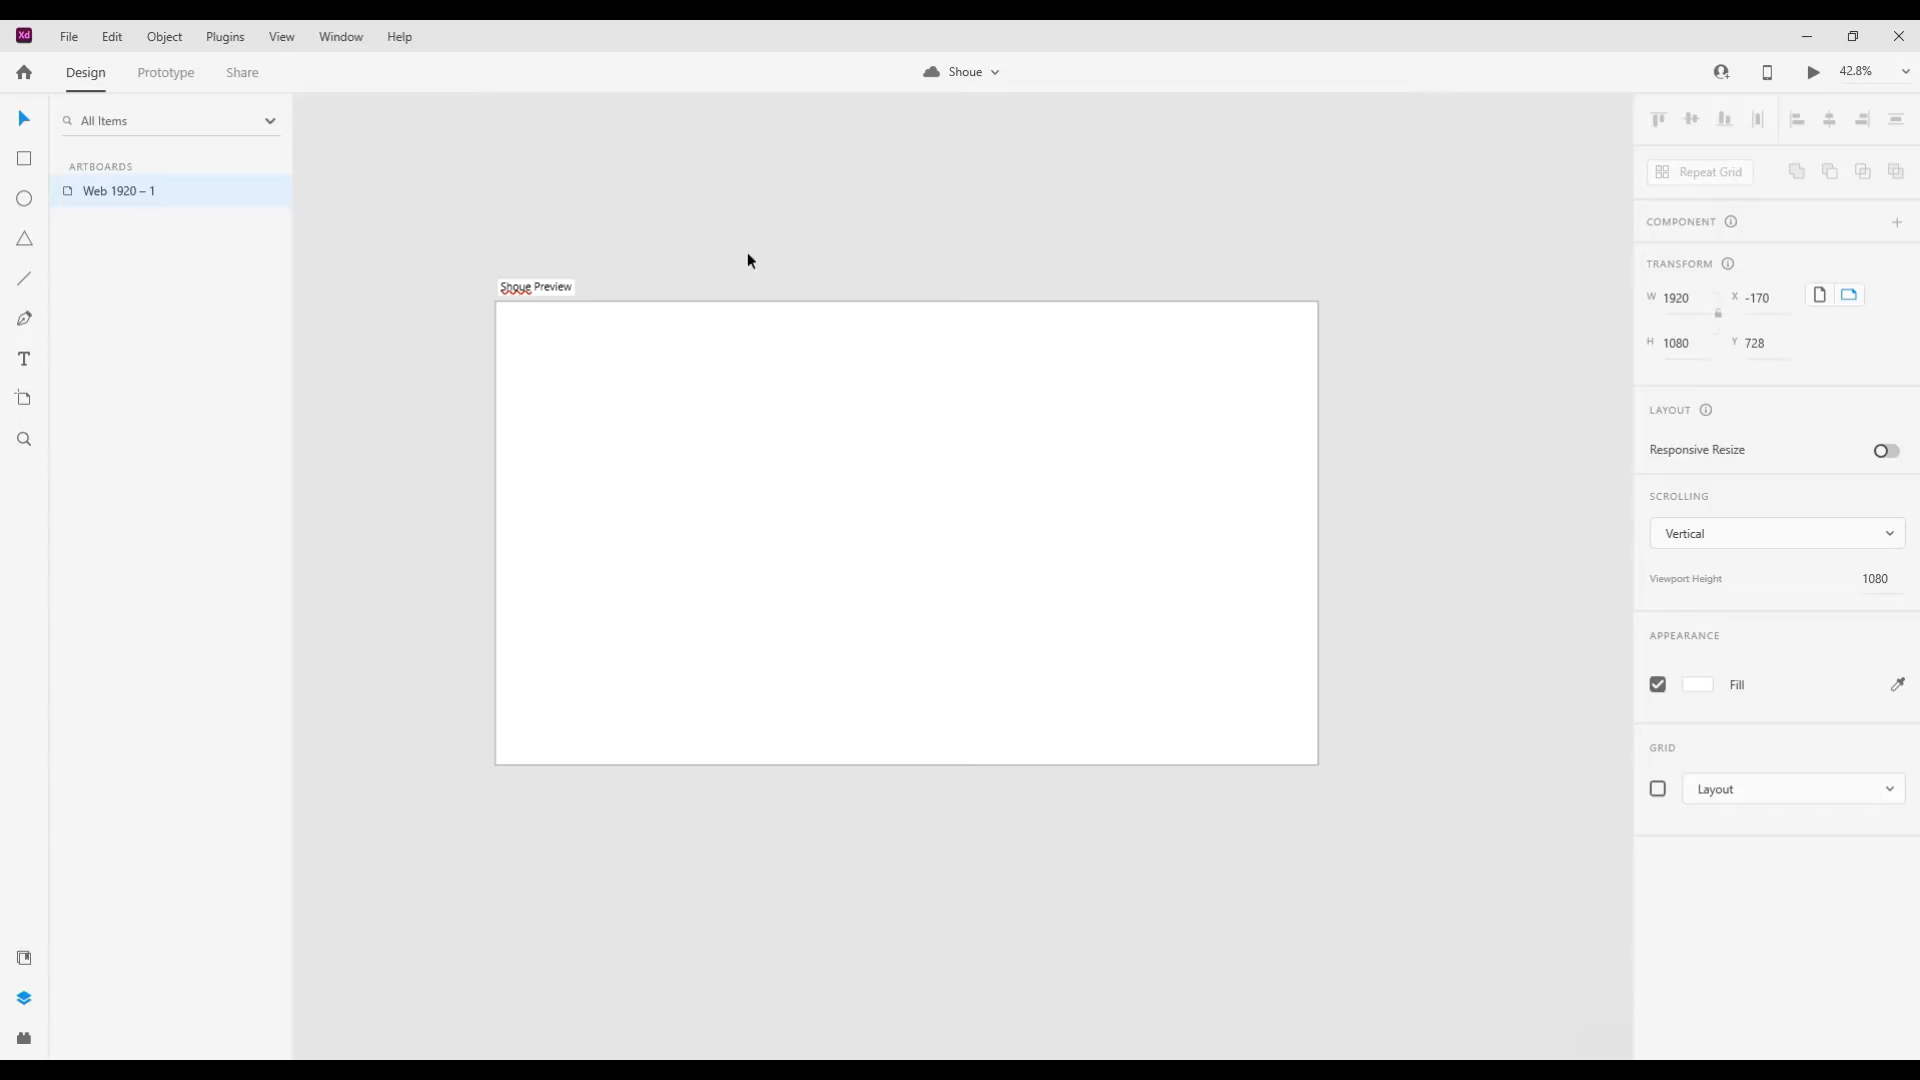 Xd File Edit Object Plugins View Window Help
Design Prototype Share Shoue 42.8%
All Items
ARTBOARDS
Web 1920 – 1
Shoue Preview
Repeat Grid
COMPONENT
TRANSFORM
W 1920 X -170
H 1080 Y 728
LAYOUT
Responsive Resize
SCROLLING
Vertical
Viewport Height 1080
APPEARANCE
Fill
GRID
Layout